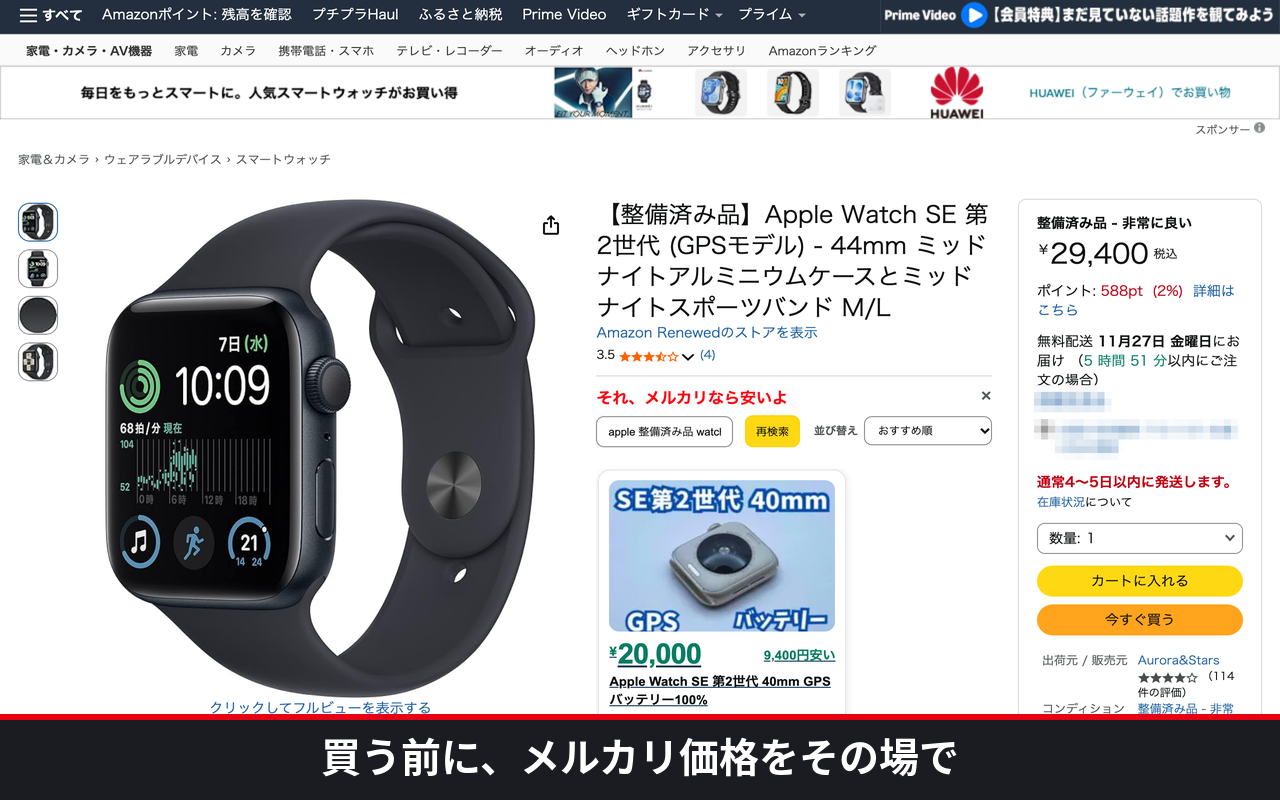 すべて Amazonポイント: 残高を確認 プチプラHaul ふるさと納税 Prime Video ギフトカード プライム Prime Video 【会員特典】まだ見ていない話題作を観てみよう
家電・カメラ・AV機器 家電 カメラ 携帯電話・スマホ テレビ・レコーダー オーディオ ヘッドホン アクセサリ Amazonランキング
毎日をもっとスマートに。人気スマートウォッチがお買い得 FIT YOUR MOMENT HUAWEI HUAWEI（ファーウェイ）でお買い物
スポンサー
家電＆カメラ › ウェアラブルデバイス › スマートウォッチ
7日 (水)
10:09
68拍/分 現在
104
52
0時 6時 12時 18時
21
14 24
クリックしてフルビューを表示する
【整備済み品】Apple Watch SE 第
2世代 (GPSモデル) - 44mm ミッド
ナイトアルミニウムケースとミッド
ナイトスポーツバンド M/L
Amazon Renewedのストアを表示
3.5 (4)
それ、メルカリなら安いよ ×
apple 整備済み品 watcl 再検索 並び替え おすすめ順
SE第2世代 40mm
GPS バッテリー
¥20,000 9,400円安い
Apple Watch SE 第2世代 40mm GPS
バッテリー100%
整備済み品 - 非常に良い
¥29,400 税込
ポイント: 588pt (2%) 詳細は
こちら
無料配送 11月27日 金曜日にお
届け （5 時間 51 分以内にご注
文の場合）
通常4～5日以内に発送します。
在庫状況について
数量: 1
カートに入れる
今すぐ買う
出荷元 / 販売元 Aurora&Stars
（114
件の評価）
コンディション 整備済み品 - 非常
買う前に、メルカリ価格をその場で